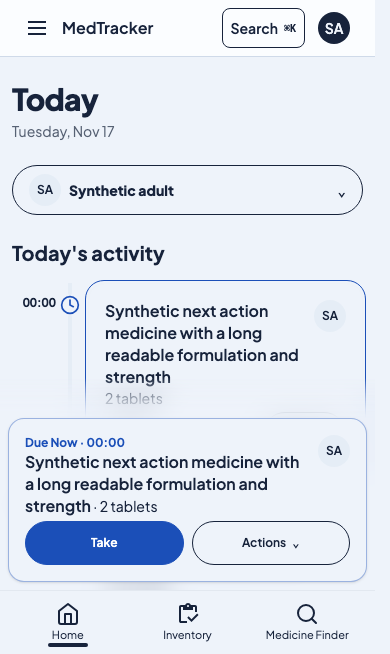 MedTracker
Search ⌘K
SA
Today
Tuesday, Nov 17
SA
Synthetic adult
Today's activity
00:00
Synthetic next action
medicine with a long
readable formulation and
strength
SA
2 tablets
Due Now · 00:00
Synthetic next action medicine with
a long readable formulation and
strength · 2 tablets
SA
Take
Actions
Home
Inventory
Medicine Finder